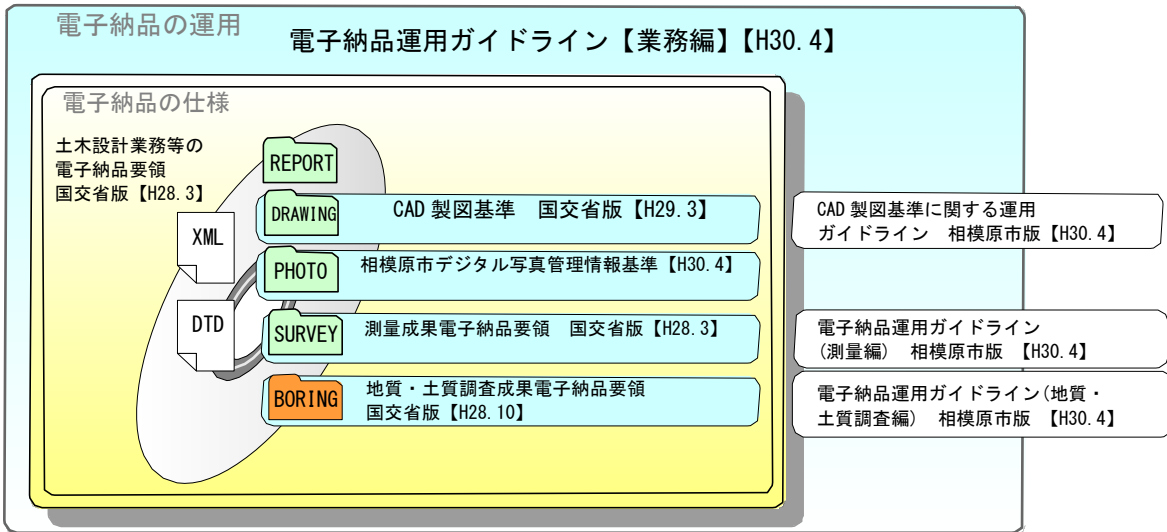 電子納品の運用
電子納品運用ガイドライン【業務編】【H30.4】
電子納品の仕様
土木設計業務等の
電子納品要領
国交省版【H28.3】
XML
DTD
REPORT
DRAWING
CAD 製図基準 国交省版【H29.3】
CAD 製図基準に関する運用
ガイドライン 相模原市版【H30.4】
PHOTO
相模原市デジタル写真管理情報基準【H30.4】
SURVEY
測量成果電子納品要領 国交省版【H28.3】
電子納品運用ガイドライン
(測量編) 相模原市版 【H30.4】
BORING
地質・土質調査成果電子納品要領
国交省版【H28.10】
電子納品運用ガイドライン(地質・
土質調査編) 相模原市版 【H30.4】